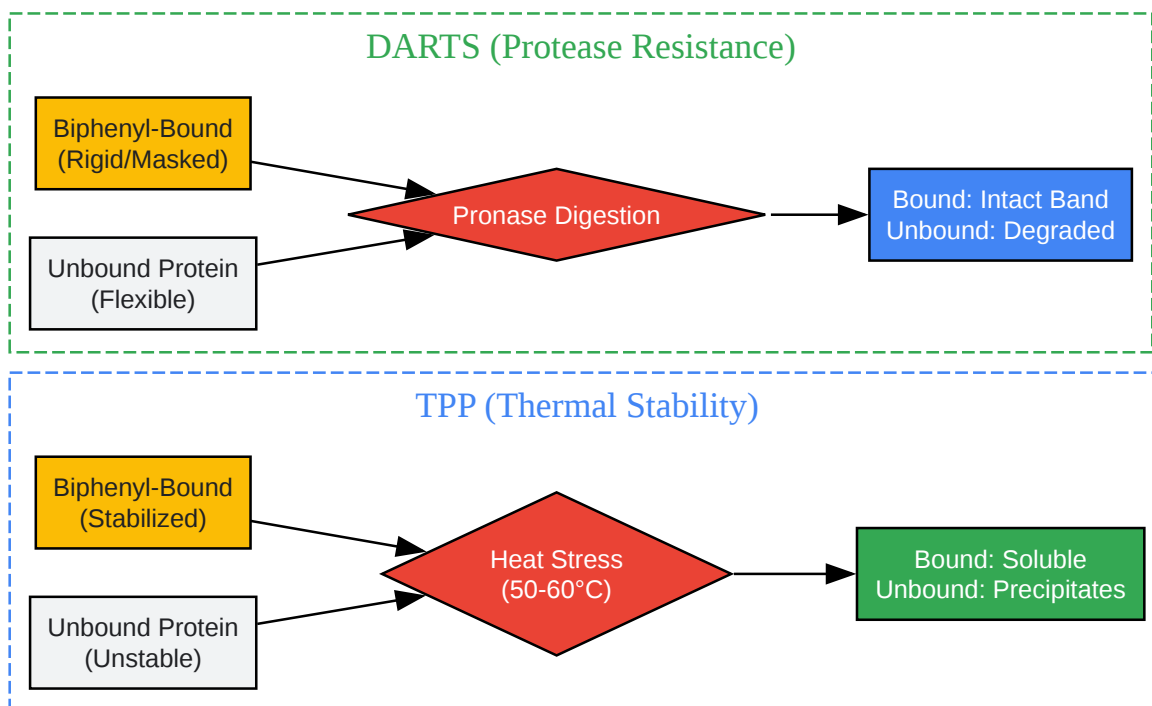 DARTS (Protease Resistance)
Biphenyl-Bound
(Rigid/Masked)
Unbound Protein
(Flexible)
Pronase Digestion
Bound: Intact Band
Unbound: Degraded
TPP (Thermal Stability)
Biphenyl-Bound
(Stabilized)
Unbound Protein
(Unstable)
Heat Stress
(50-60°C)
Bound: Soluble
Unbound: Precipitates